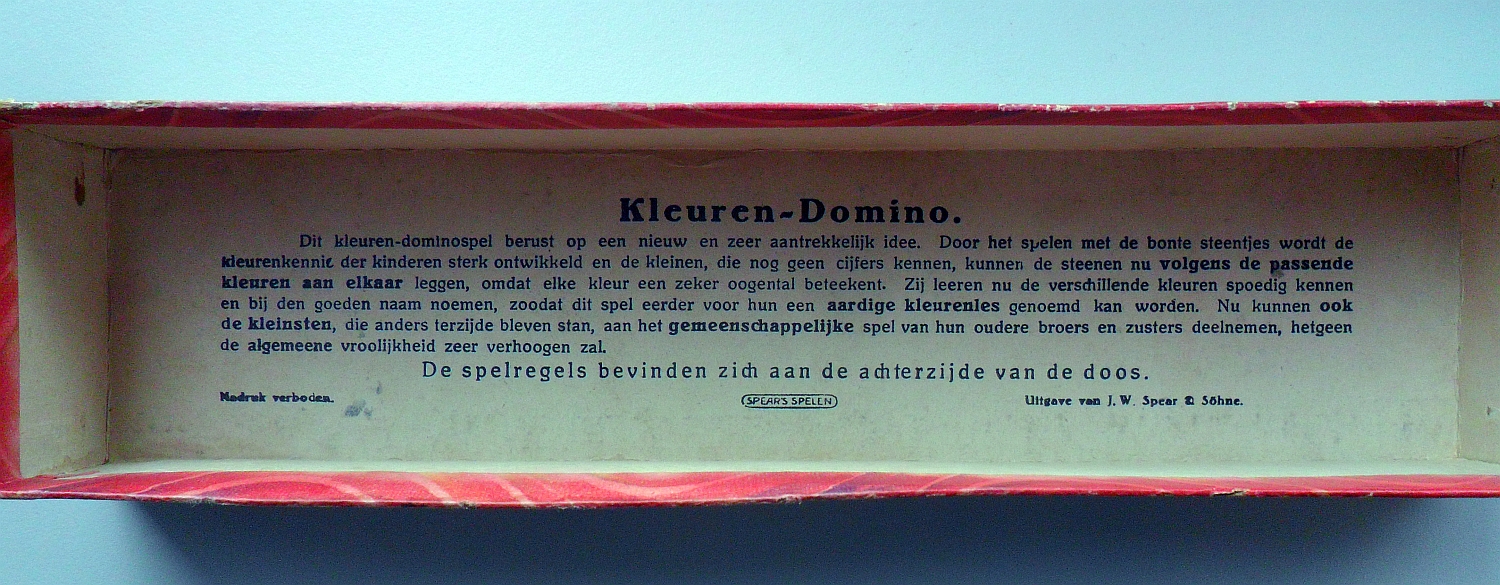 Kleuren-Domino.
Dit kleuren-dominospel berust op een nieuw en zeer aantrekkelijk idee. Door het spelen met de bonte steentjes wordt de
kleurenkennis der kinderen sterk ontwikkeld en de kleinen, die nog geen cijfers kennen, kunnen de steenen nu volgens de passende
kleuren aan elkaar leggen, omdat elke kleur een zeker oogental beteekent. Zij leeren nu de verschillende kleuren spoedig kennen
en bij den goeden naam noemen, zoodat dit spel eerder voor hun een aardige kleurenles genoemd kan worden. Nu kunnen ook
de kleinsten, die anders terzijde bleven stan, aan het gemeenschappelijke spel van hun oudere broers en zusters deelnemen, hetgeen
de algemeene vroolijkheid zeer verhoogen zal.
De spelregels bevinden zich aan de achterzijde van de doos.
Nadruk verboden.
SPEAR'S SPELEN
Uitgave van J. W. Spear & Söhne.